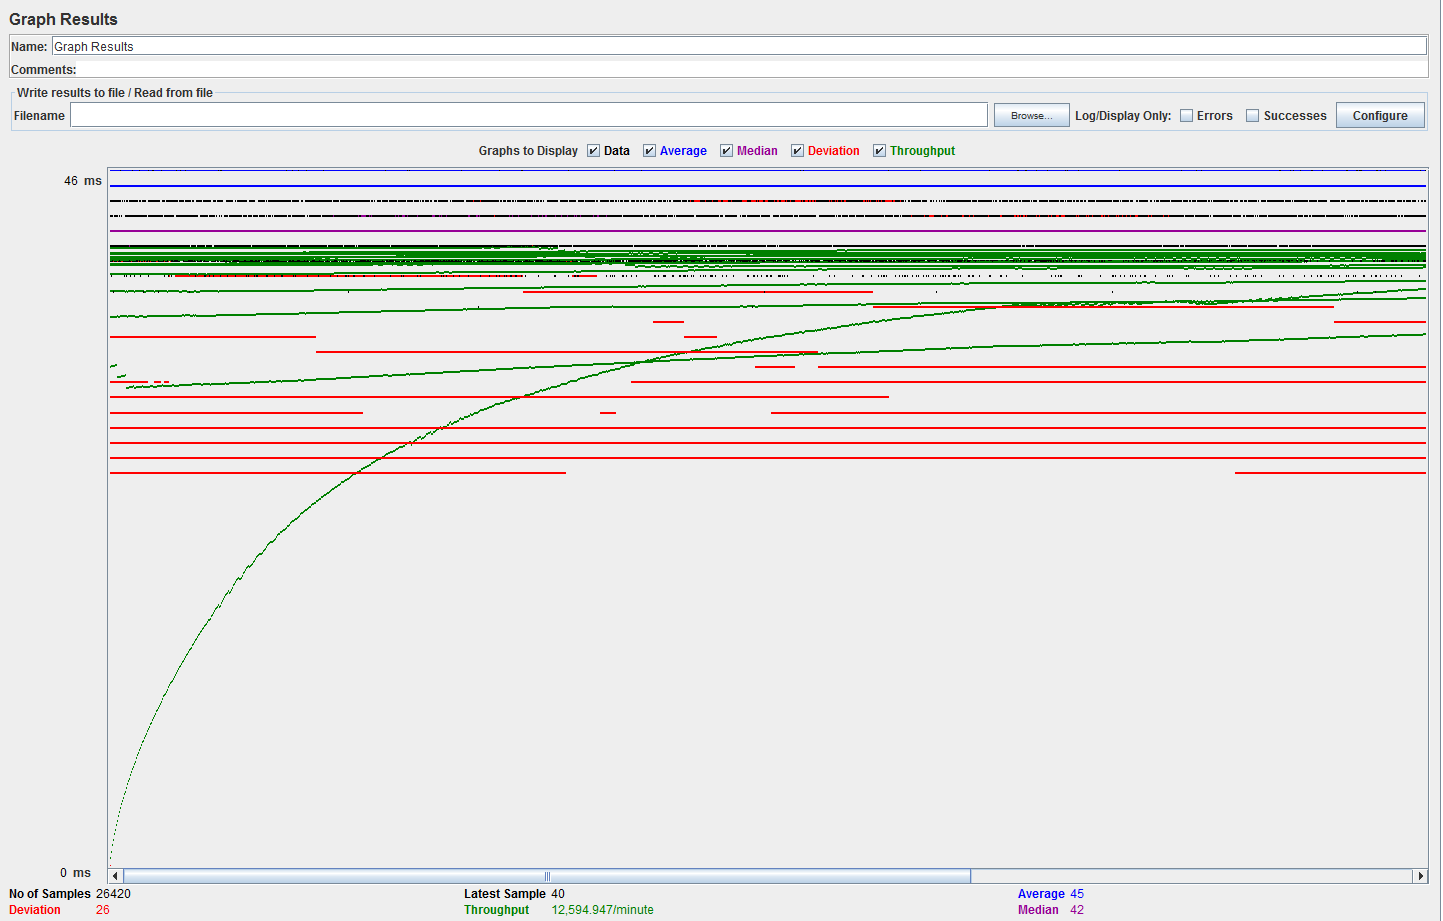 Graph Results
Name: Graph Results
Comments:
Write results to file / Read from file
Filename Browse... Log/Display Only: Errors Successes Configure
Graphs to Display Data Average Median Deviation Throughput
46 ms
0 ms
No of Samples 26420 Latest Sample 40 Average 45
Deviation 26 Throughput 12,594.947/minute Median 42